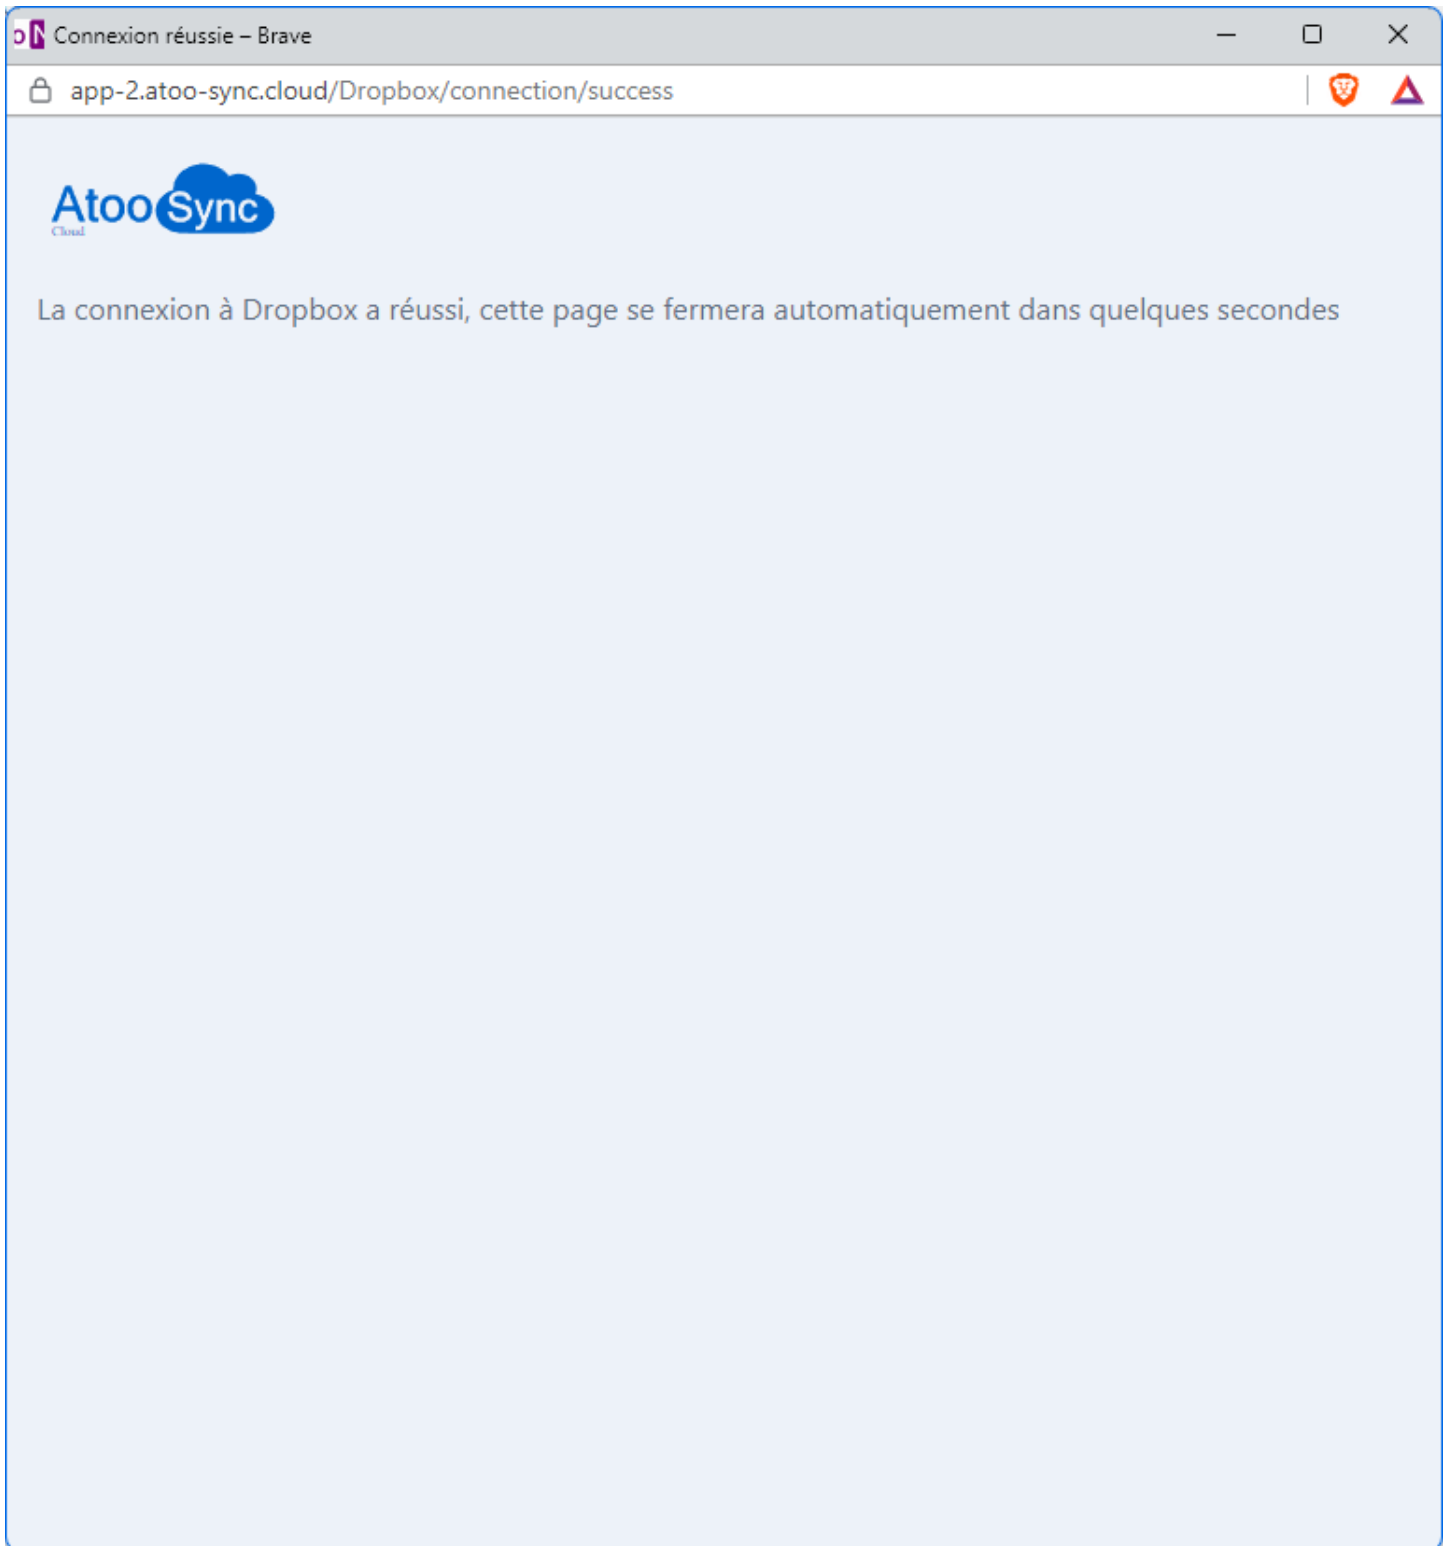 Connexion réussie – Brave
app-2.atoo-sync.cloud/Dropbox/connection/success
Atoo Sync
Cloud
La connexion à Dropbox a réussi, cette page se fermera automatiquement dans quelques secondes